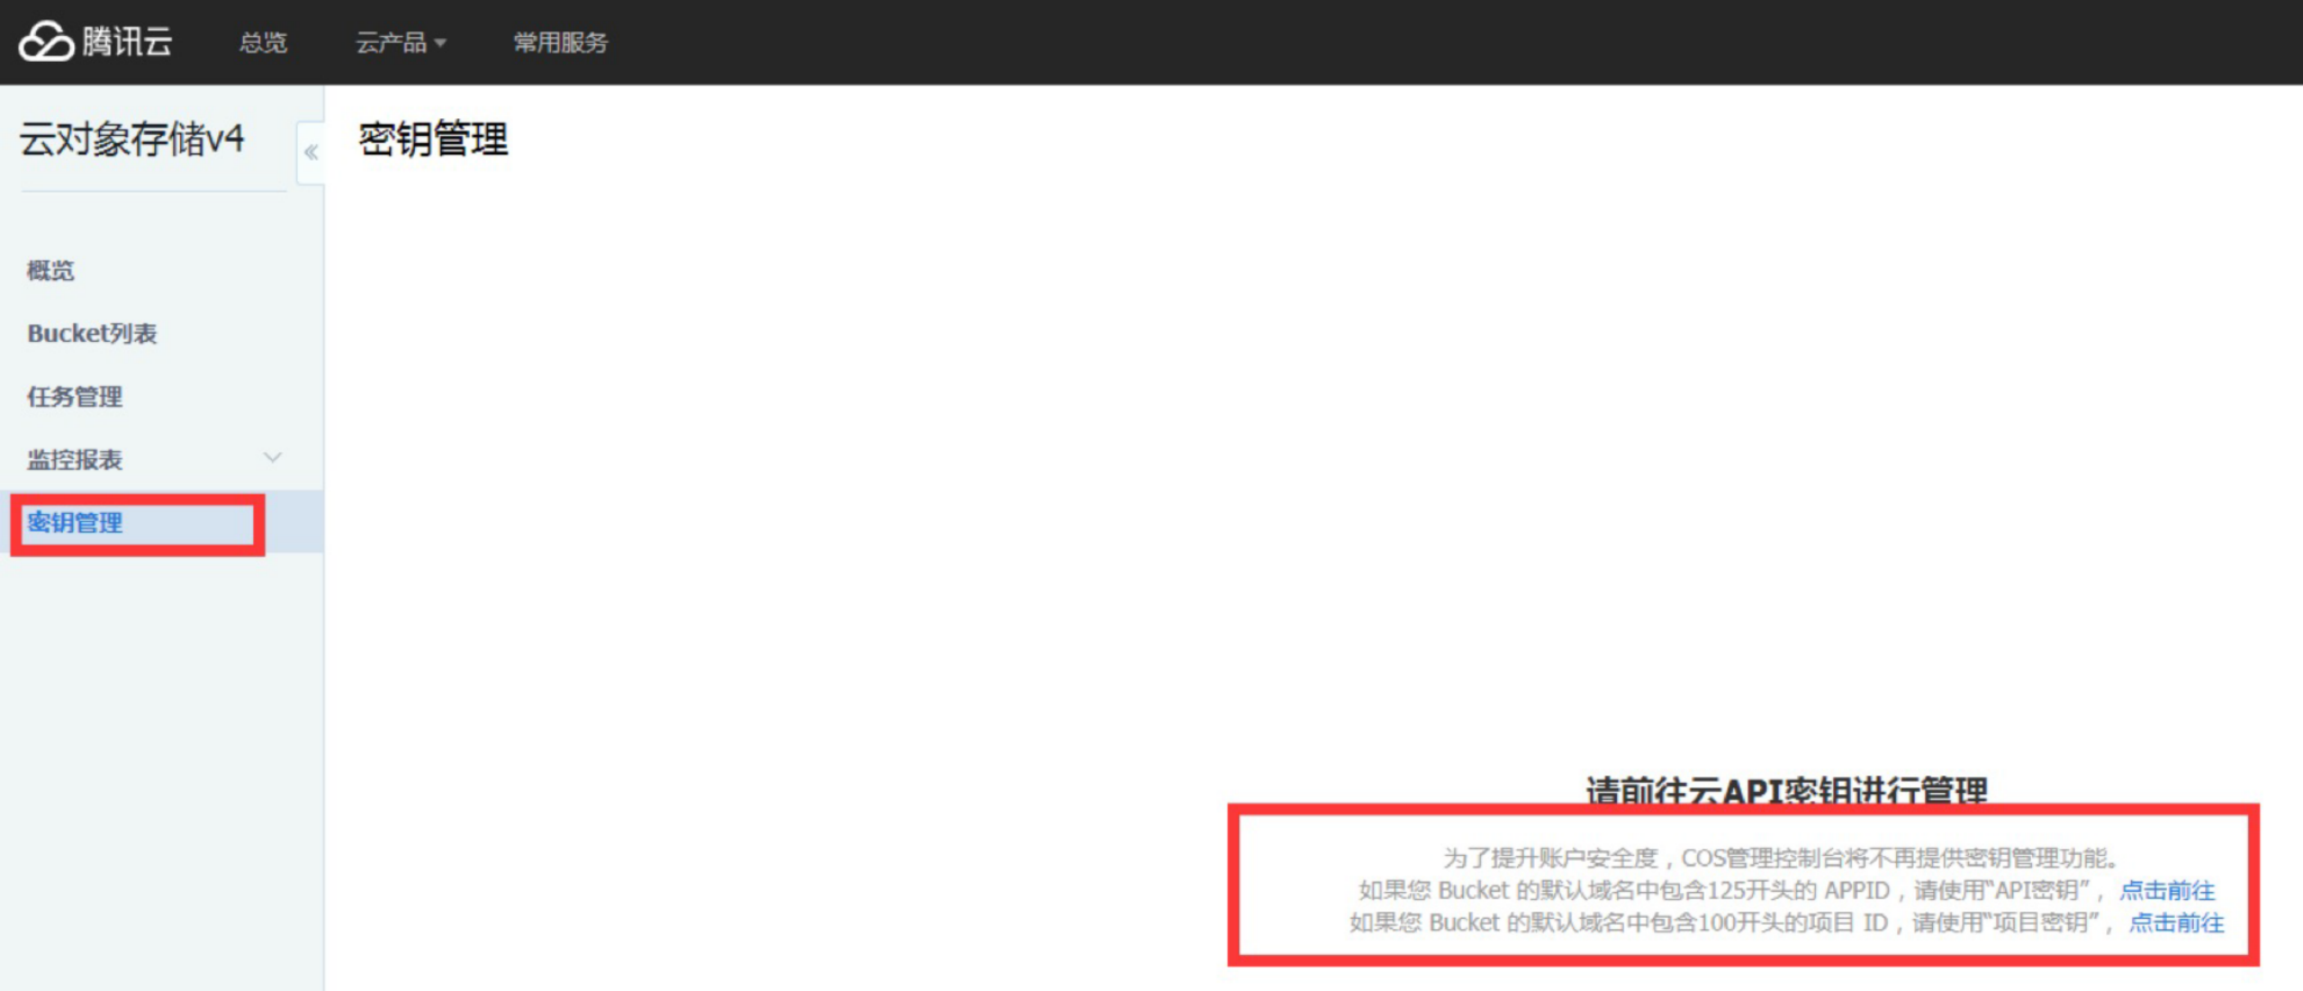 腾讯云 总览 云产品 常用服务
云对象存储v4
密钥管理
概览
Bucket列表
任务管理
监控报表
密钥管理
请前往云API密钥进行管理
为了提升账户安全度，COS管理控制台将不再提供密钥管理功能。
如果您 Bucket 的默认域名中包含125开头的 APPID，请使用“API密钥”，点击前往
如果您 Bucket 的默认域名中包含100开头的项目 ID，请使用“项目密钥”，点击前往